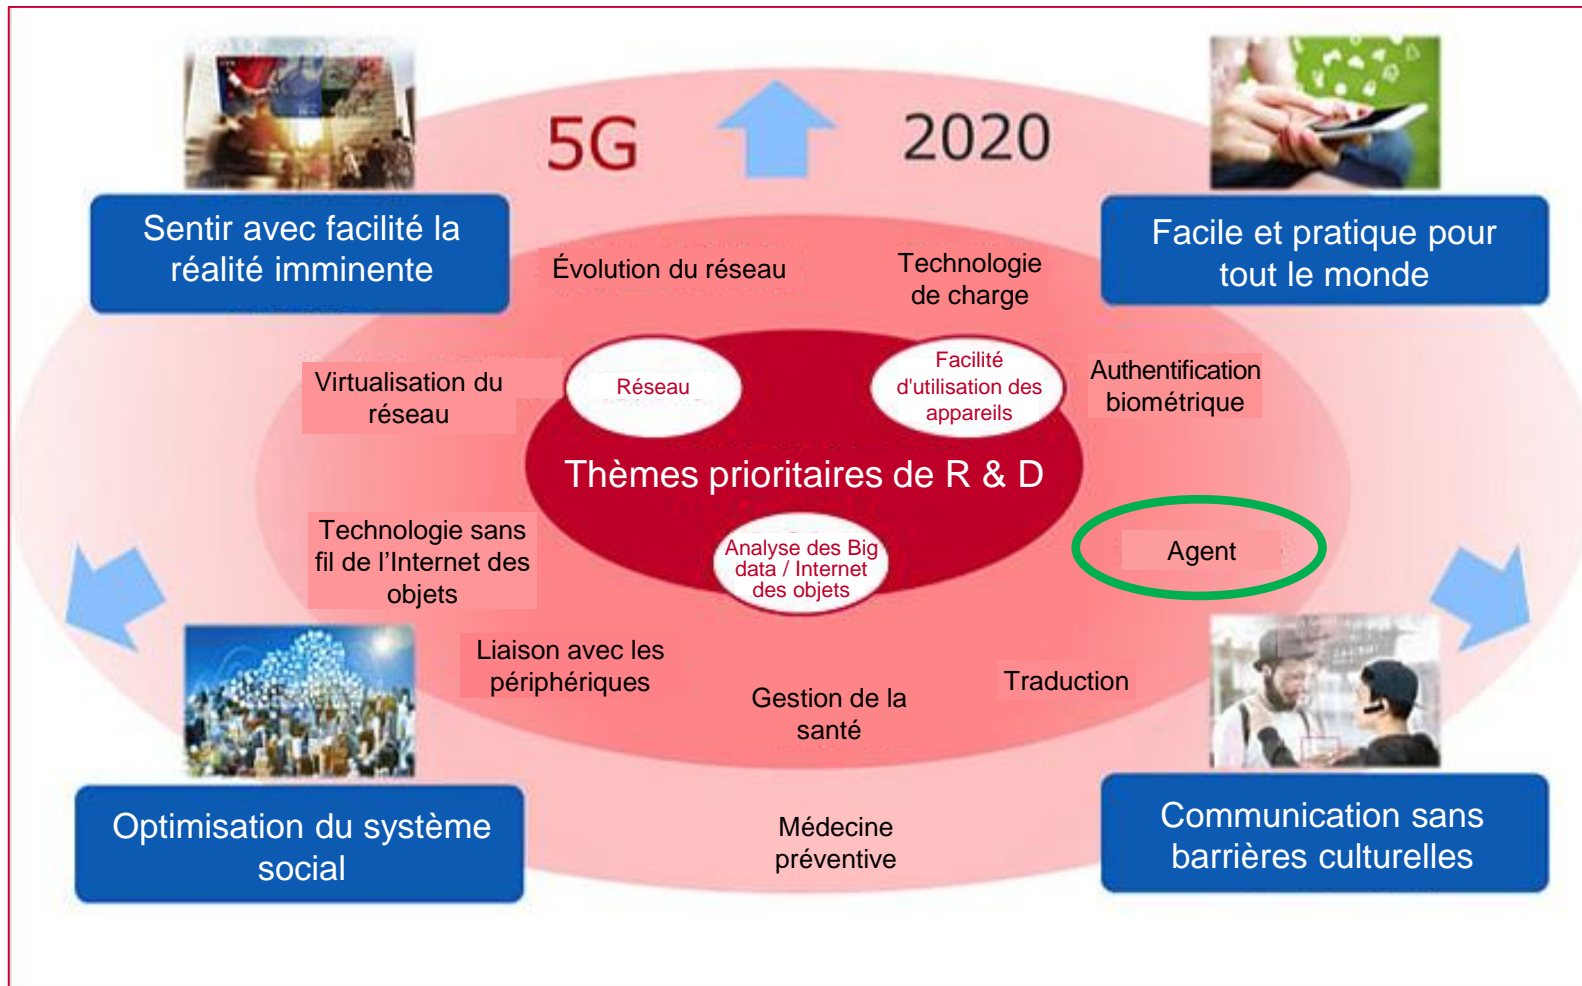 5G
2020
Sentir avec facilité la
réalité imminente
Facile et pratique pour
tout le monde
Évolution du réseau
Technologie
de charge
Virtualisation du
réseau
Réseau
Facilité
d'utilisation des
appareils
Authentification
biométrique
Thèmes prioritaires de R & D
Technologie sans
fil de l’Internet des
objets
Analyse des Big
data / Internet
des objets
Agent
Liaison avec les
périphériques
Gestion de la
santé
Traduction
Optimisation du système
social
Médecine
préventive
Communication sans
barrières culturelles